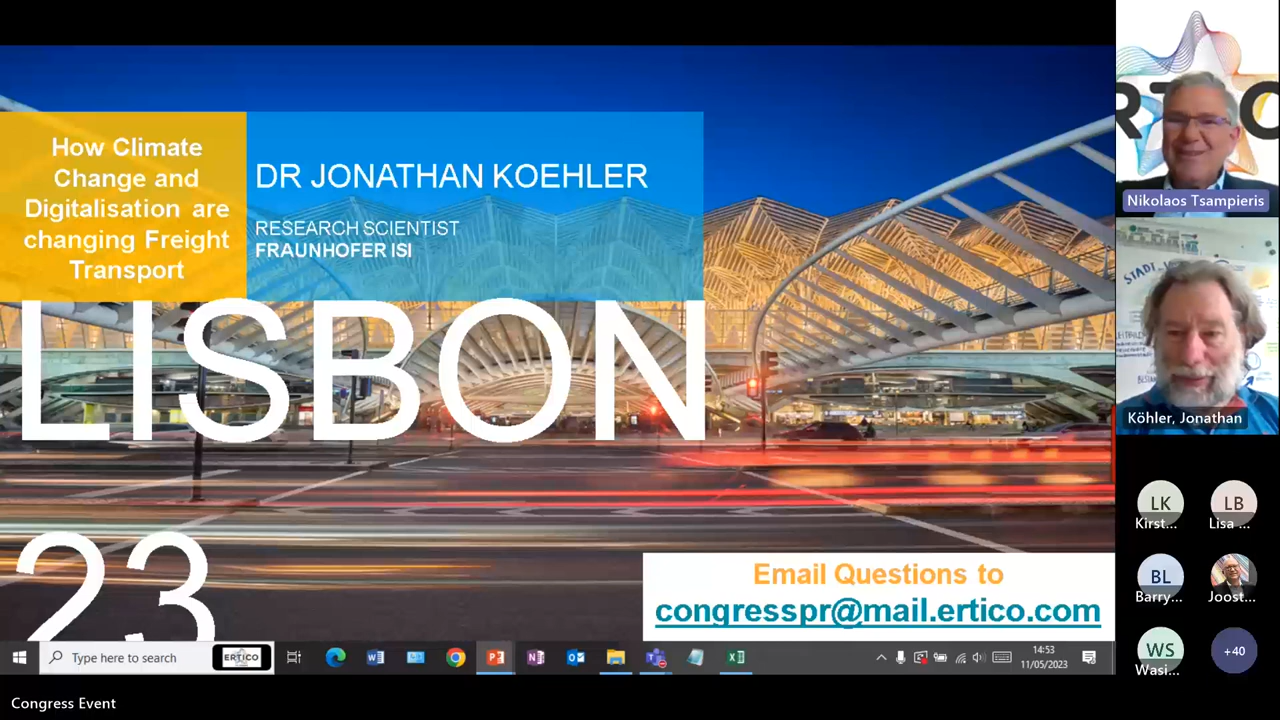 How Climate
Change and
Digitalisation are
changing Freight
Transport
DR JONATHAN KOEHLER
RESEARCH SCIENTIST
FRAUNHOFER ISI
LISBON
23
Email Questions to
congresspr@mail.ertico.com
Type here to search
ERTICO
14:53
11/05/2023
Congress Event
Nikolaos Tsampieris
STADT
Köhler, Jonathan
LK
Kirst...
LB
Lisa ...
BL
Barry...
Joost...
WS
Wasi...
+40